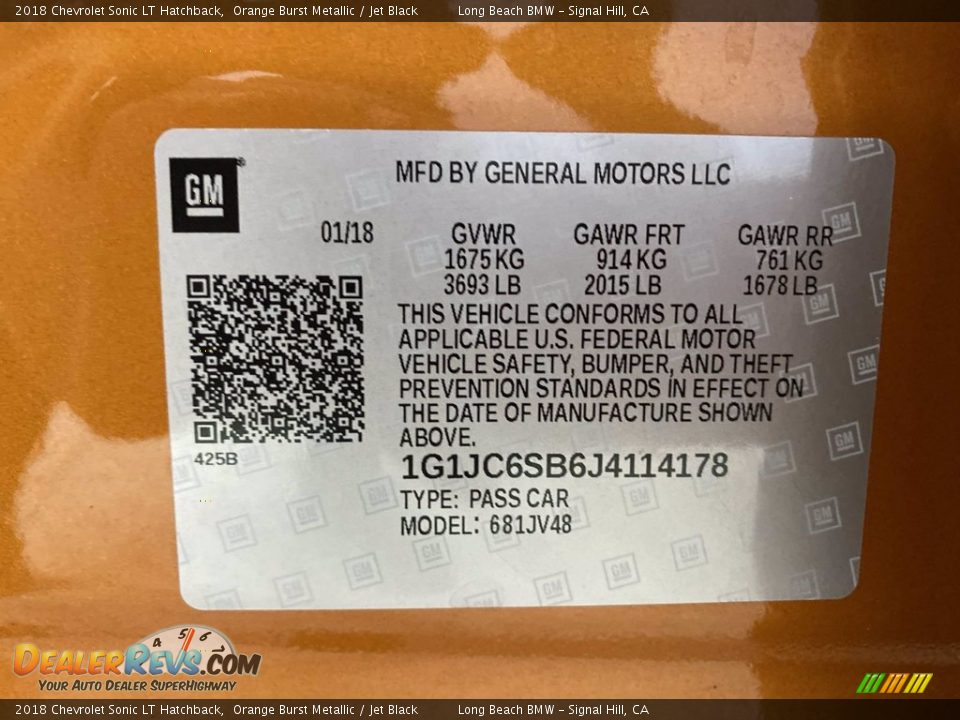 2018 Chevrolet Sonic LT Hatchback, Orange Burst Metallic / Jet Black Long Beach BMW – Signal Hill, CA
GM
MFD BY GENERAL MOTORS LLC
01/18 GVWR GAWR FRT GAWR RR
1675 KG 914 KG 761 KG
3693 LB 2015 LB 1678 LB
THIS VEHICLE CONFORMS TO ALL
APPLICABLE U.S. FEDERAL MOTOR
VEHICLE SAFETY, BUMPER, AND THEFT
PREVENTION STANDARDS IN EFFECT ON
THE DATE OF MANUFACTURE SHOWN
ABOVE.
425B
1G1JC6SB6J4114178
TYPE: PASS CAR
MODEL: 681JV48
4 5 6
DEALERREVS.COM
YOUR AUTO DEALER SUPERHIGHWAY
2018 Chevrolet Sonic LT Hatchback, Orange Burst Metallic / Jet Black Long Beach BMW – Signal Hill, CA